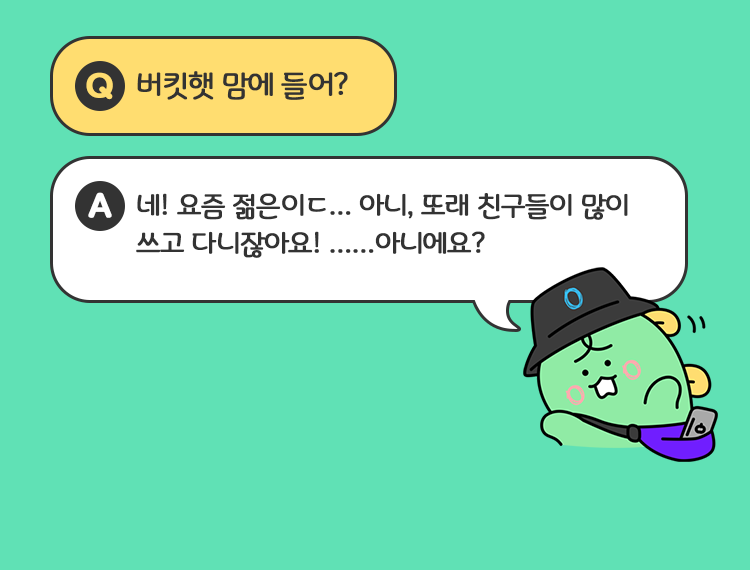 Q 버킷햇 맘에 들어?
A 네! 요즘 젊은이ㄷ... 아니, 또래 친구들이 많이
쓰고 다니잖아요! ......아니에요?